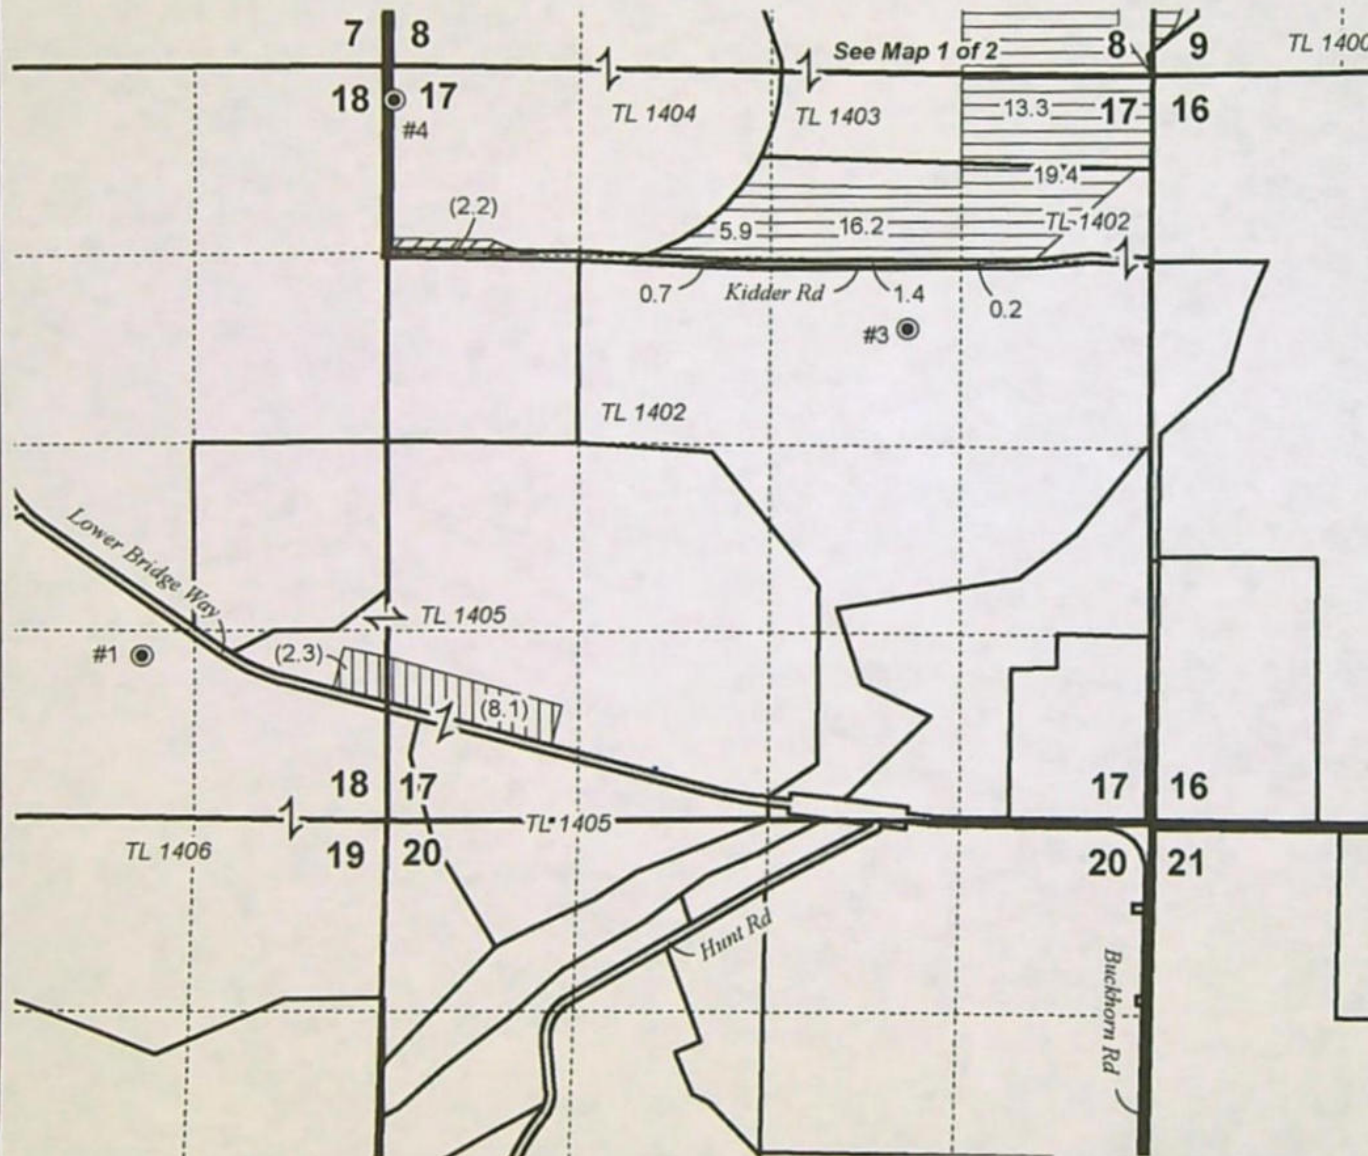 7 8
See Map 1 of 2
8 9
TL 1400
18 17
#4
TL 1404
TL 1403
13.3
17 16
19.4
(2.2)
5.9
16.2
TL 1402
0.7
Kidder Rd
1.4
0.2
#3
TL 1402
Lower Bridge Way
TL 1405
#1
(2.3)
(8.1)
18 17
17 16
TL 1405
TL 1406
19 20
20 21
Hunt Rd
Buckhorn Rd